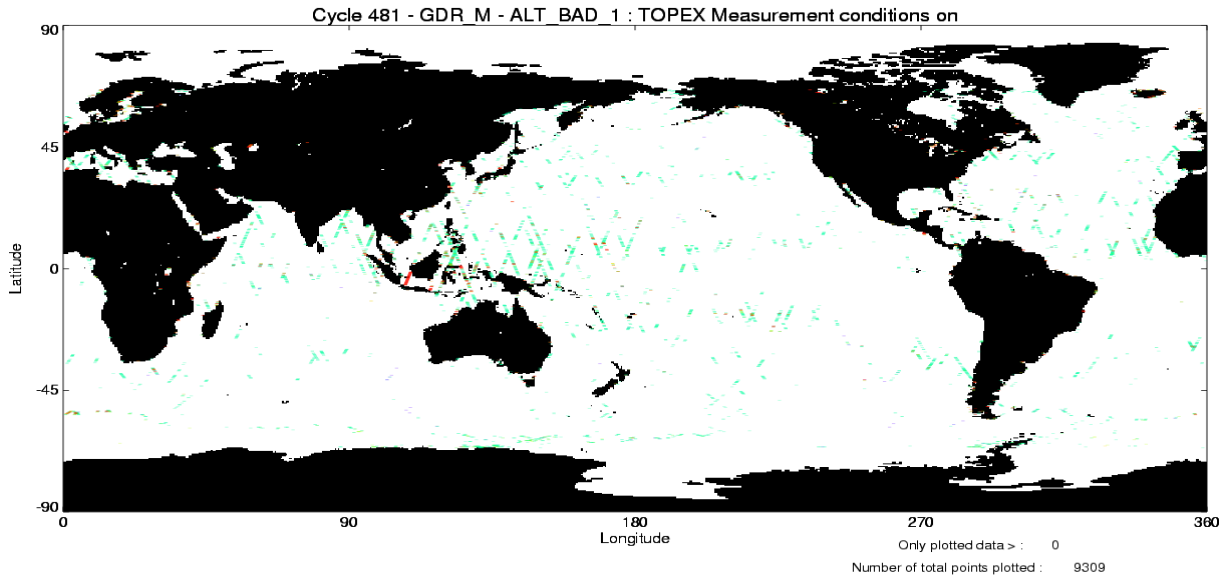 Cycle 481 - GDR_M - ALT_BAD_1 : TOPEX Measurement conditions on
90
45
0
-45
-90
Latitude
0 90 180 270 360
Longitude
Only plotted data > : 0
Number of total points plotted : 9309